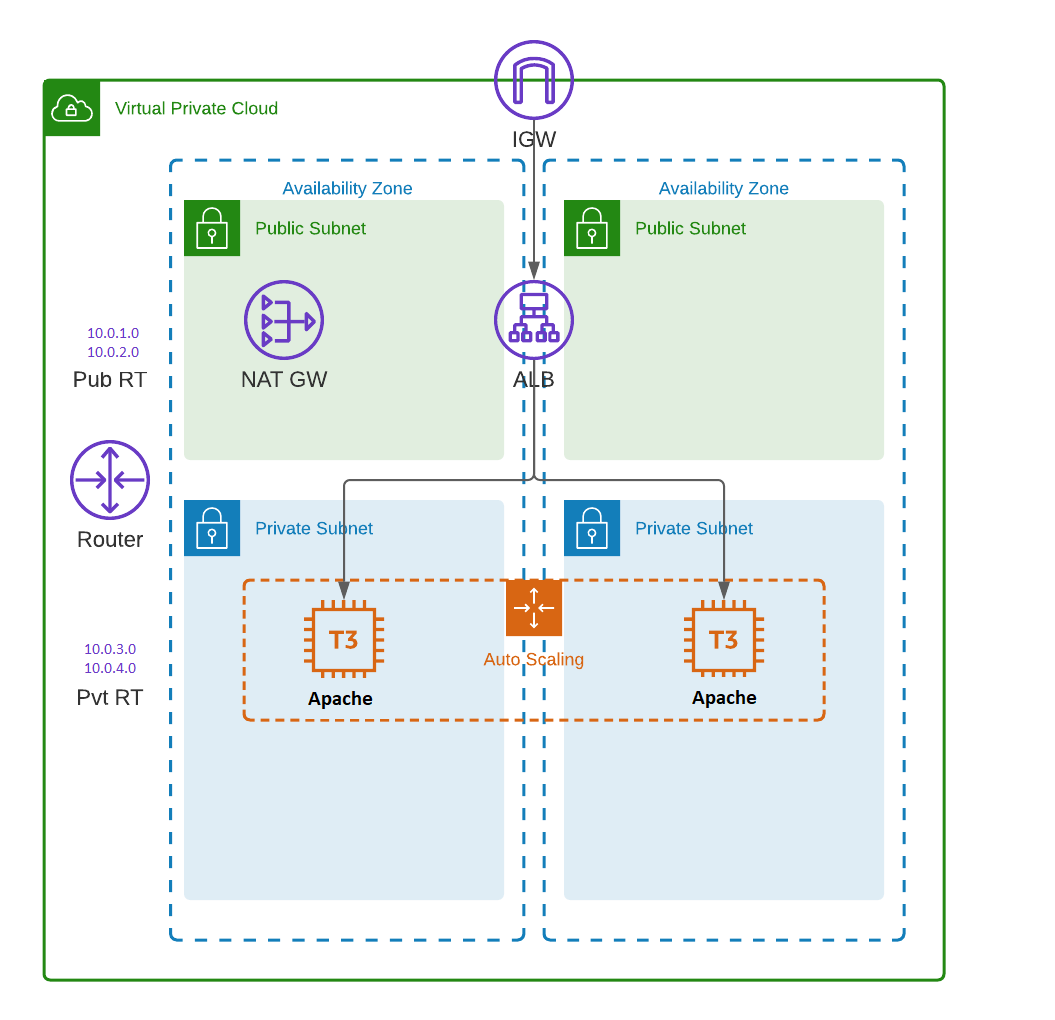 Virtual Private Cloud
IGW
Availability Zone
Availability Zone
Public Subnet
Public Subnet
10.0.1.0
10.0.2.0
Pub RT
NAT GW
ALB
Router
Private Subnet
Private Subnet
T3
T3
Auto Scaling
Apache
Apache
10.0.3.0
10.0.4.0
Pvt RT